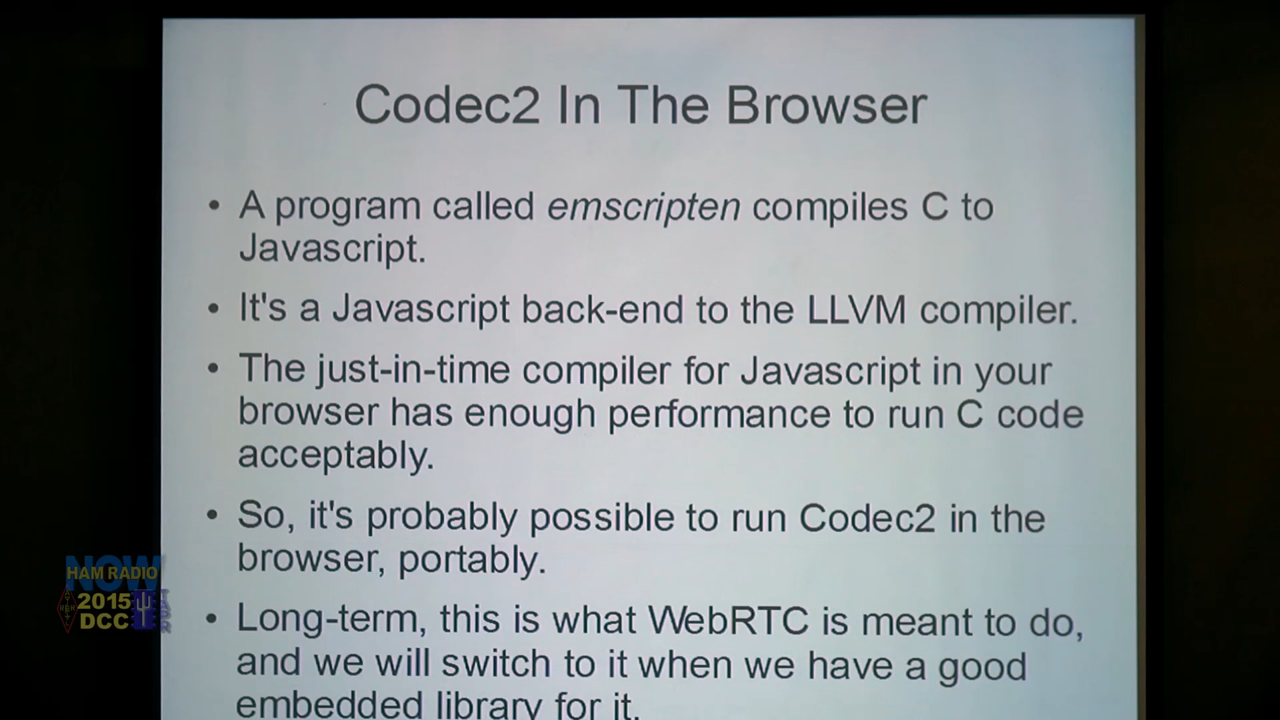 Codec2 In The Browser
• A program called emscripten compiles C to
Javascript.
• It's a Javascript back-end to the LLVM compiler.
• The just-in-time compiler for Javascript in your
browser has enough performance to run C code
acceptably.
• So, it's probably possible to run Codec2 in the
browser, portably.
• Long-term, this is what WebRTC is meant to do,
and we will switch to it when we have a good
embedded library for it.
NOW
HAM RADIO
2015
DCC